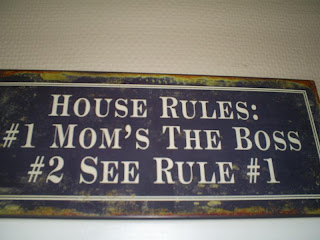 HOUSE RULES:
#1 MOM'S THE BOSS
#2 SEE RULE #1